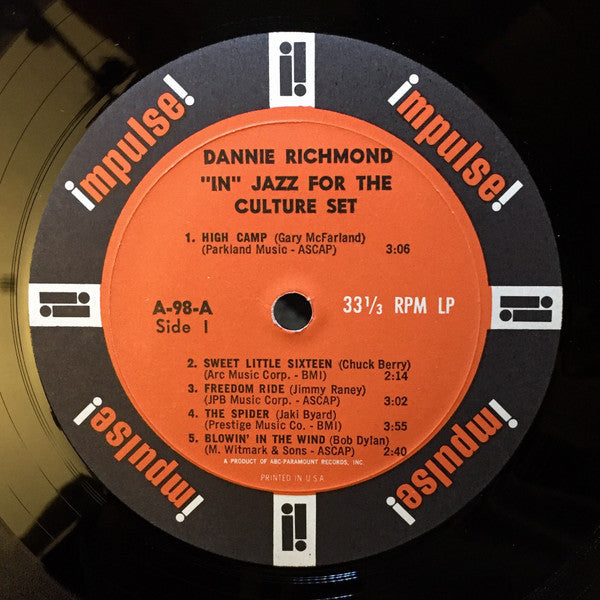 impulse!
impulse!
DANNIE RICHMOND
"IN" JAZZ FOR THE
CULTURE SET
1. HIGH CAMP (Gary McFarland)
(Parkland Music - ASCAP) 3:06
A-98-A
Side 1
33 1/3 RPM LP
2. SWEET LITTLE SIXTEEN (Chuck Berry)
(Arc Music Corp. - BMI) 2:14
3. FREEDOM RIDE (Jimmy Raney)
(JPB Music Corp. - ASCAP) 3:02
4. THE SPIDER (Jaki Byard)
(Prestige Music Co. - BMI) 3:55
5. BLOWIN' IN THE WIND (Bob Dylan)
(M. Witmark & Sons - ASCAP) 2:40
A PRODUCT OF ABC-PARAMOUNT RECORDS, INC.
PRINTED IN U.S.A.
impulse!
impulse!